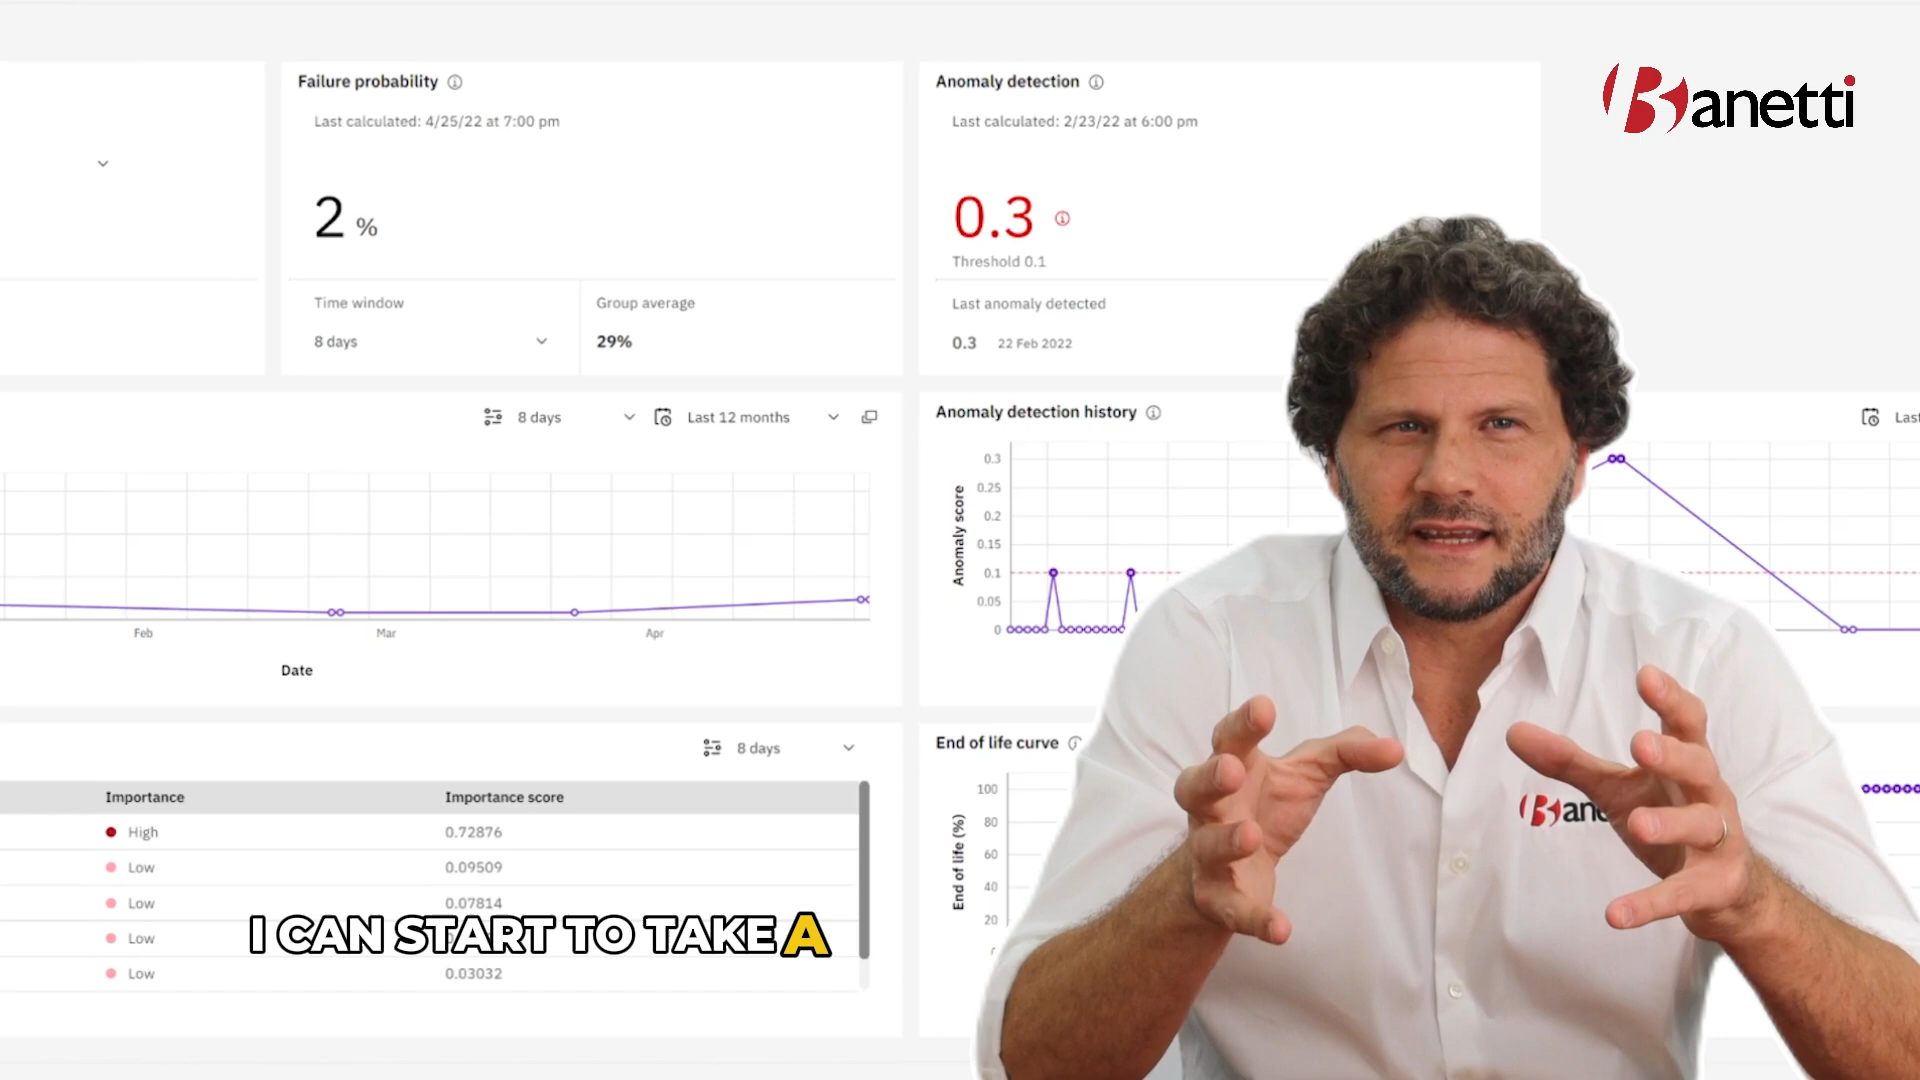 Banetti
Failure probability
Last calculated: 4/25/22 at 7:00 pm
2 %
Time window
8 days
Group average
29%
Anomaly detection
Last calculated: 2/23/22 at 6:00 pm
0.3
Threshold 0.1
Last anomaly detected
0.3 22 Feb 2022
8 days
Last 12 months
Feb
Mar
Apr
Date
Anomaly detection history
Anomaly score
0.3
0.25
0.2
0.15
0.1
0.05
0
8 days
Importance Importance score
High 0.72876
Low 0.09509
Low 0.07814
Low
Low 0.03032
End of life curve
End of life (%)
100
80
60
40
20
I CAN START TO TAKE A